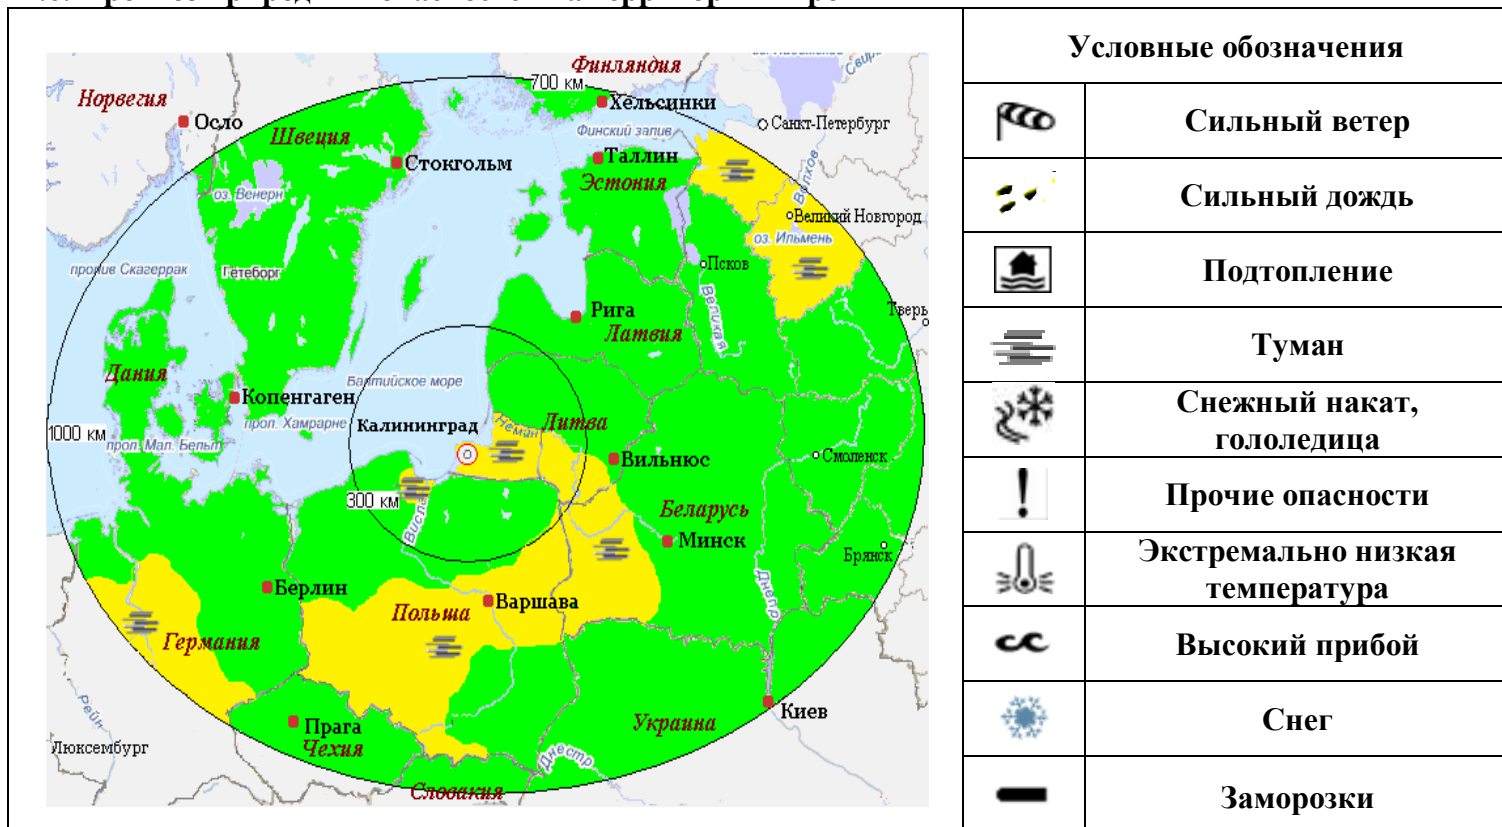 Условные обозначения
Сильный ветер
Сильный дождь
Подтопление
Туман
Снежный накат,
гололедица
Прочие опасности
Экстремально низкая
температура
Высокий прибой
Снег
Заморозки
Финляндия
700 км
Хельсинки
Норвегия
Осло
Швеция
Финский запив
Санкт-Петербург
Стокгольм
Таллин
Эстония
Волхов
оз. Венерн
Великий Новгород
оз. Ильмень
пролив Скагеррак
Гетеборг
Псков
Великая
Рига
Латвия
Тверь
Дания
Балтийское море
Копенгаген
прол. Хамрарне
Калининград
Неман
Литва
1000 км
прол. Мал. Бельт
Вильнюс
Смоленск
300 км
Висла
Беларусь
Минск
Брянск
Берлин
Польша
Варшава
Днепр
Германия
Рейн
Прага
Чехия
Украина
Киев
Люксембург
Днестр
Словакия